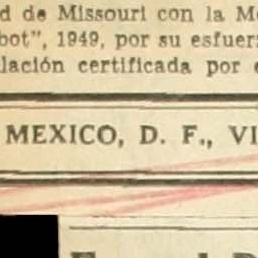 d de Missouri con la M
bot", 1949, por su esfuer
lación certificada por
MEXICO, D. F., VI